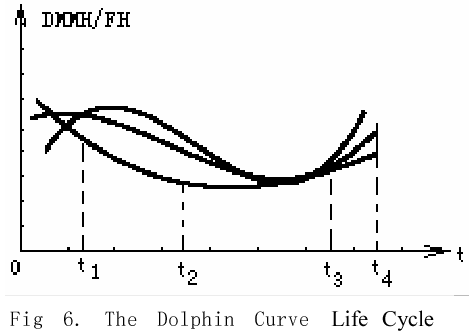 DMMH/FH
0 t1 t2 t3 t4 t
Fig 6. The Dolphin Curve Life Cycle